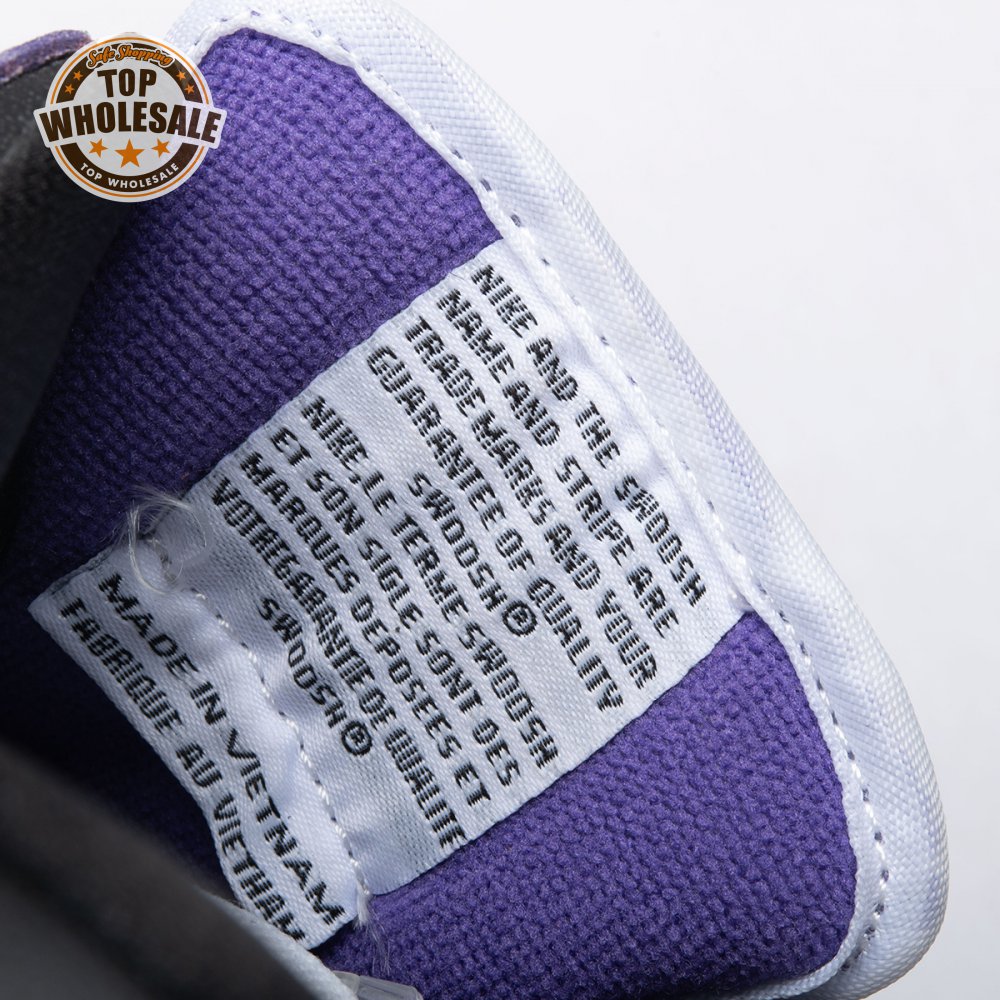 Safe Shopping
TOP
WHOLESALE
TOP WHOLESALE
NIKE AND THE SWOOSH
NAME AND STRIPE ARE
TRADEMARKS AND YOUR
GUARANTEE OF QUALITY
SWOOSH®
NIKE, LE TERME SWOOSH
ET SON SIGLE SONT DES
MARQUES DEPOSEES ET
VOTRE GARANTIE DE QUALITE
SWOOSH®
MADE IN VIETNAM
FABRIQUE AU VIETNAM